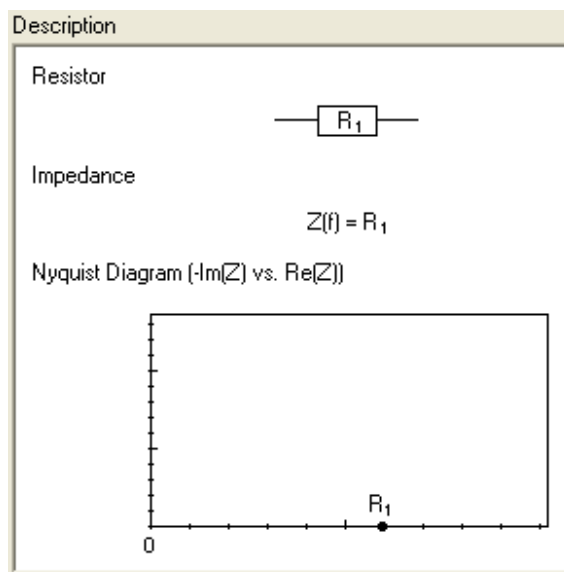 Description
Resistor
R₁
Impedance
Z(f) = R₁
Nyquist Diagram (-Im(Z) vs. Re(Z))
R₁
0